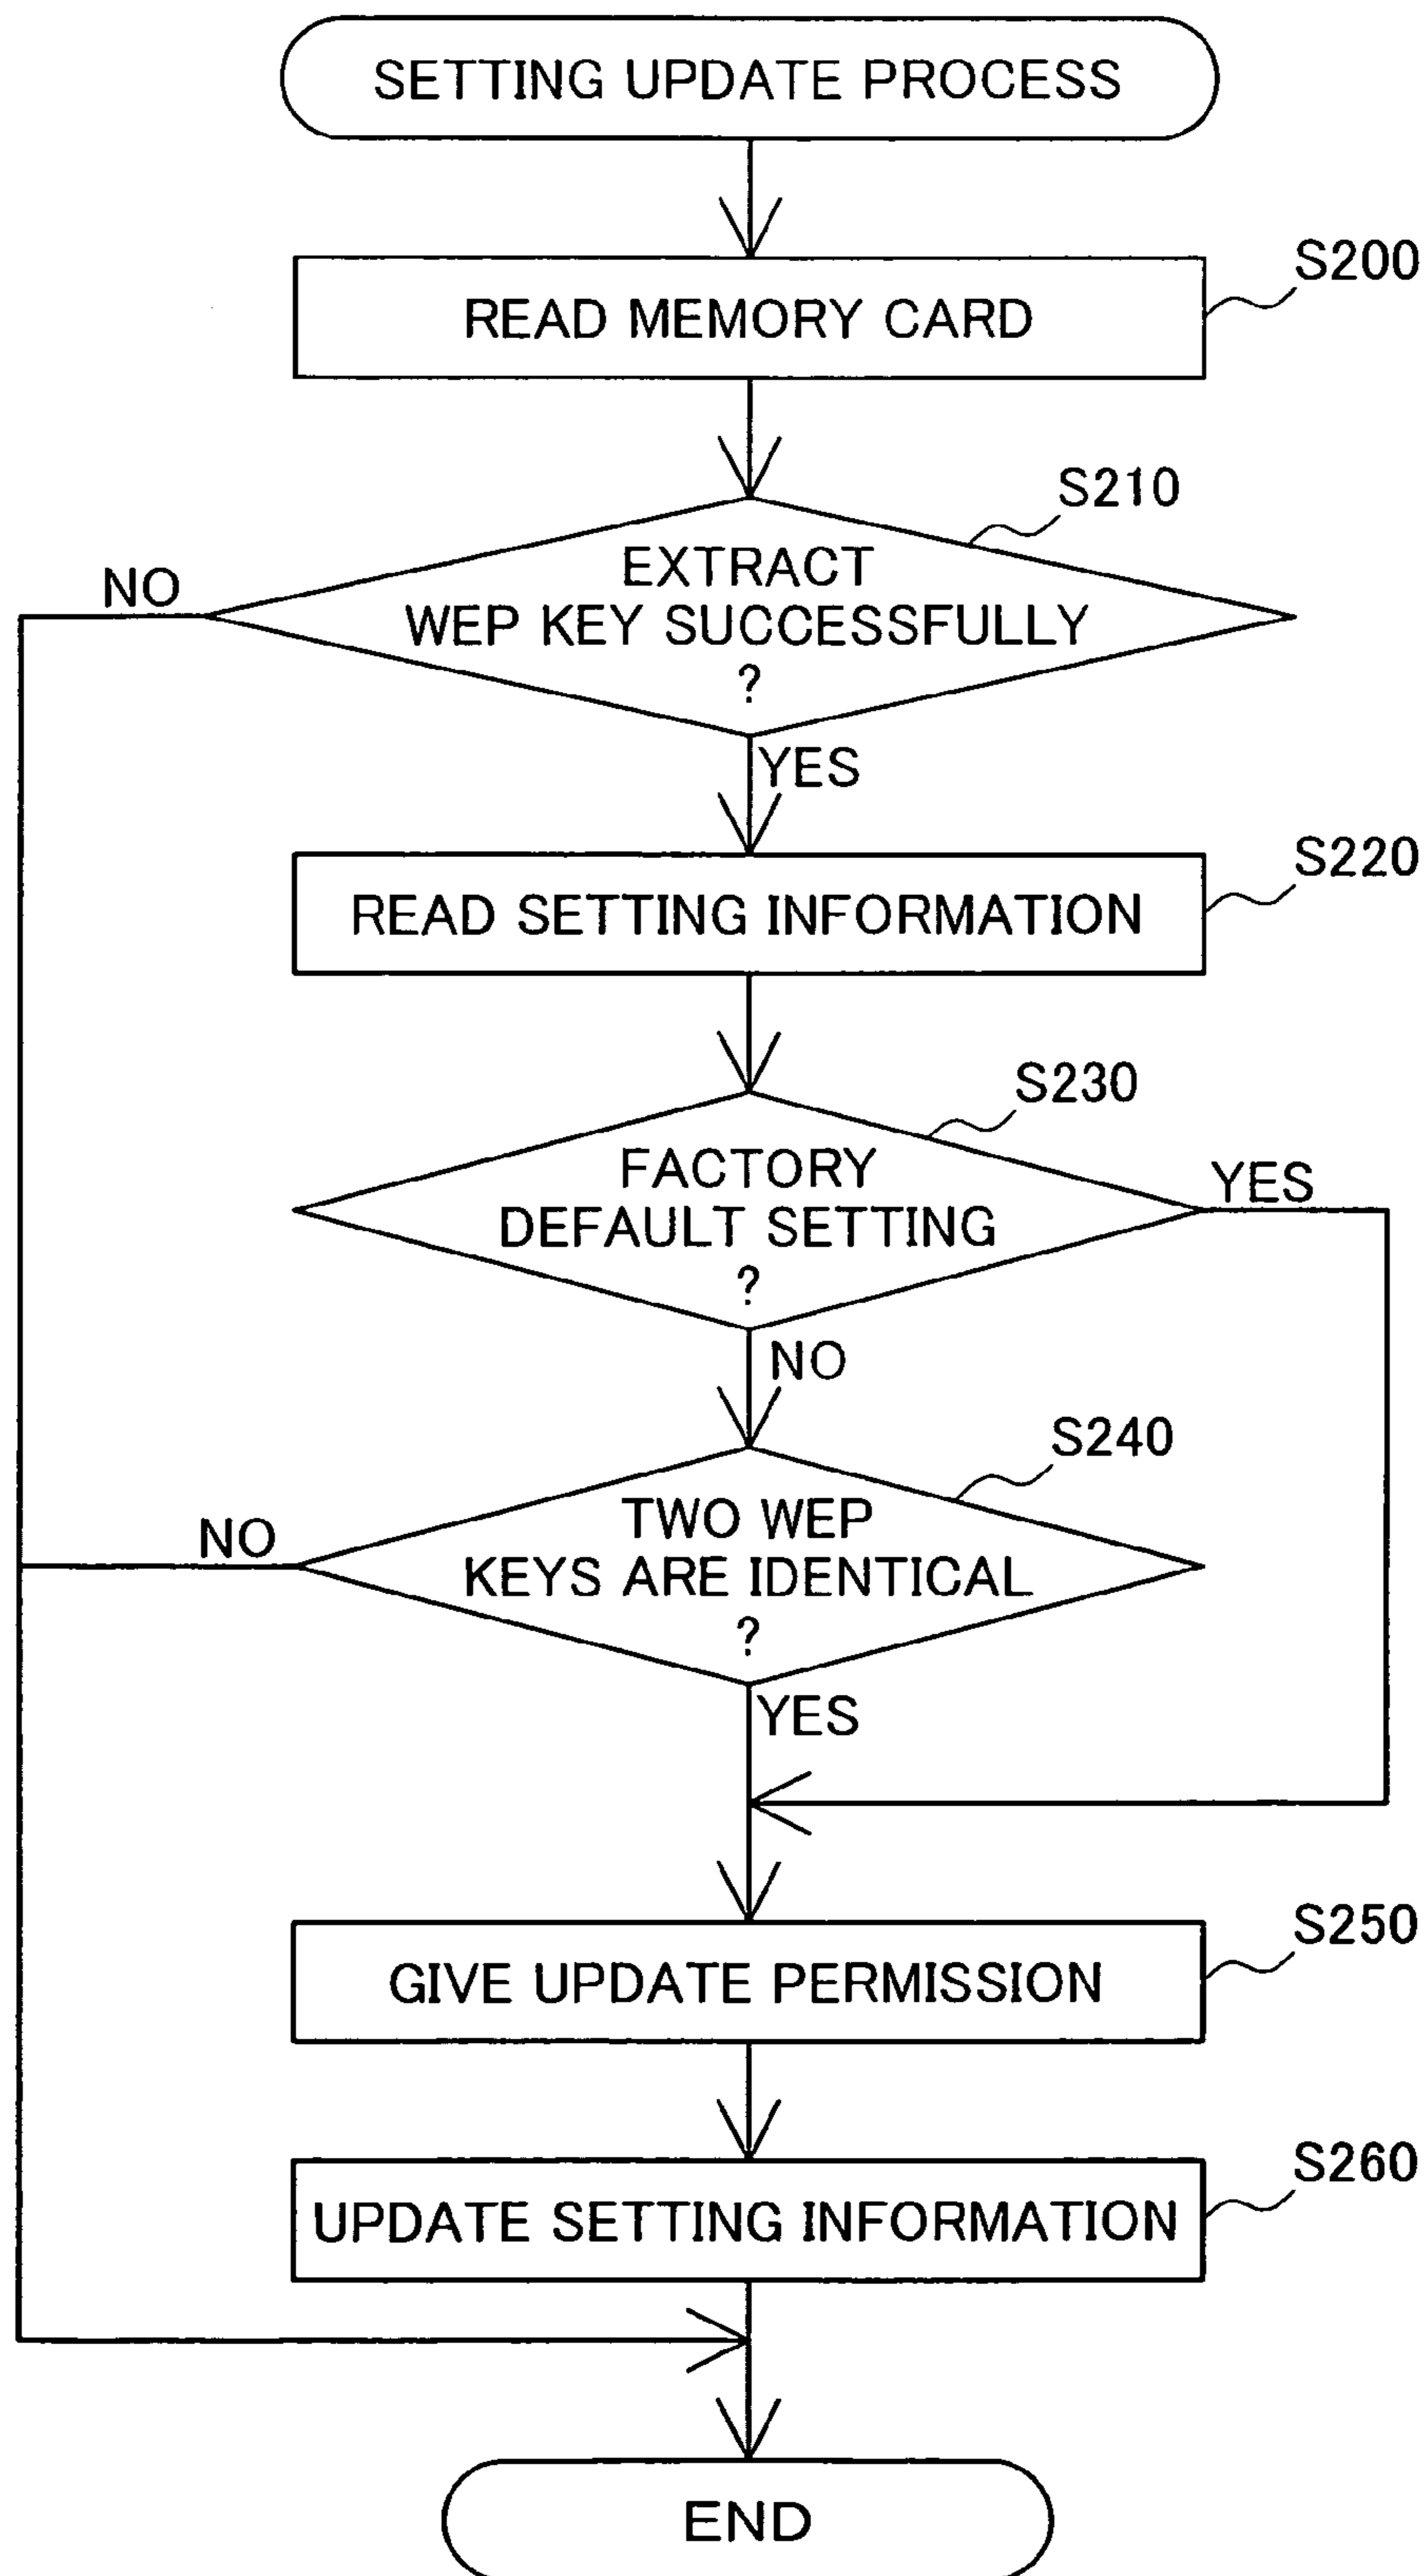 SETTING UPDATE PROCESS
S200
READ MEMORY CARD
S210
EXTRACT
NO
WEP KEY SUCCESSFULLY
?
YES
S220
READ SETTING INFORMATION
S230
FACTORY
YES
DEFAULT SETTING
?
NO
S240
TWO WEP
NO
KEYS ARE IDENTICAL
?
YES
S250
GIVE UPDATE PERMISSION
S260
UPDATE SETTING INFORMATION
END